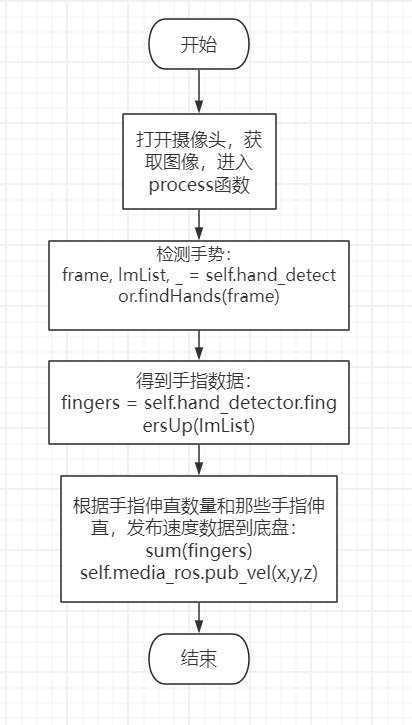 开始
打开摄像头，获
取图像，进入
process函数
检测手势：
frame, lmList, _ = self.hand_detect
or.findHands(frame)
得到手指数据：
fingers = self.hand_detector.fing
ersUp(lmList)
根据手指伸直数量和那些手指伸
直，发布速度数据到底盘：
sum(fingers)
self.media_ros.pub_vel(x,y,z)
结束